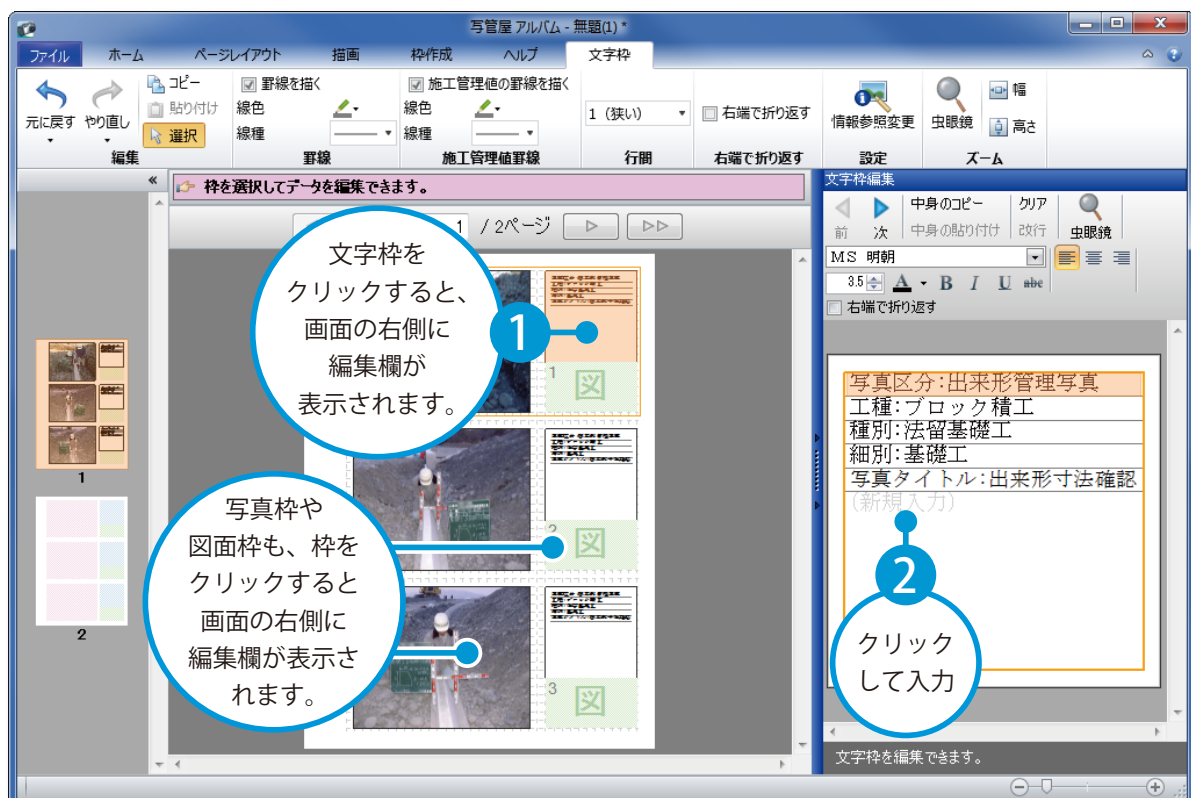 写管屋 アルバム - 無題(1) *
ファイル ホーム ページレイアウト 描画 枠作成 ヘルプ 文字枠
元に戻す やり直し コピー 貼り付け 選択
編集
罫線を描く
線色
線種
罫線
施工管理値の罫線を描く
線色
線種
施工管理値罫線
1 (狭い)
行間
右端で折り返す
右端で折り返す
情報参照変更
設定
虫眼鏡 幅 高さ
ズーム
枠を選択してデータを編集できます。
1 / 2ページ
1
2
文字枠を
クリックすると、
画面の右側に
編集欄が
表示されます。
1
1 図
写真枠や
図面枠も、枠を
クリックすると
画面の右側に
編集欄が表示さ
れます。
2 図
3 図
文字枠編集
前 次 中身のコピー 中身の貼り付け クリア 改行 虫眼鏡
MS 明朝
3.5 A B I U abc
右端で折り返す
写真区分:出来形管理写真
工種:ブロック積工
種別:法留基礎工
細別:基礎工
写真タイトル:出来形寸法確認
(新規入力)
2
クリック
して入力
文字枠を編集できます。